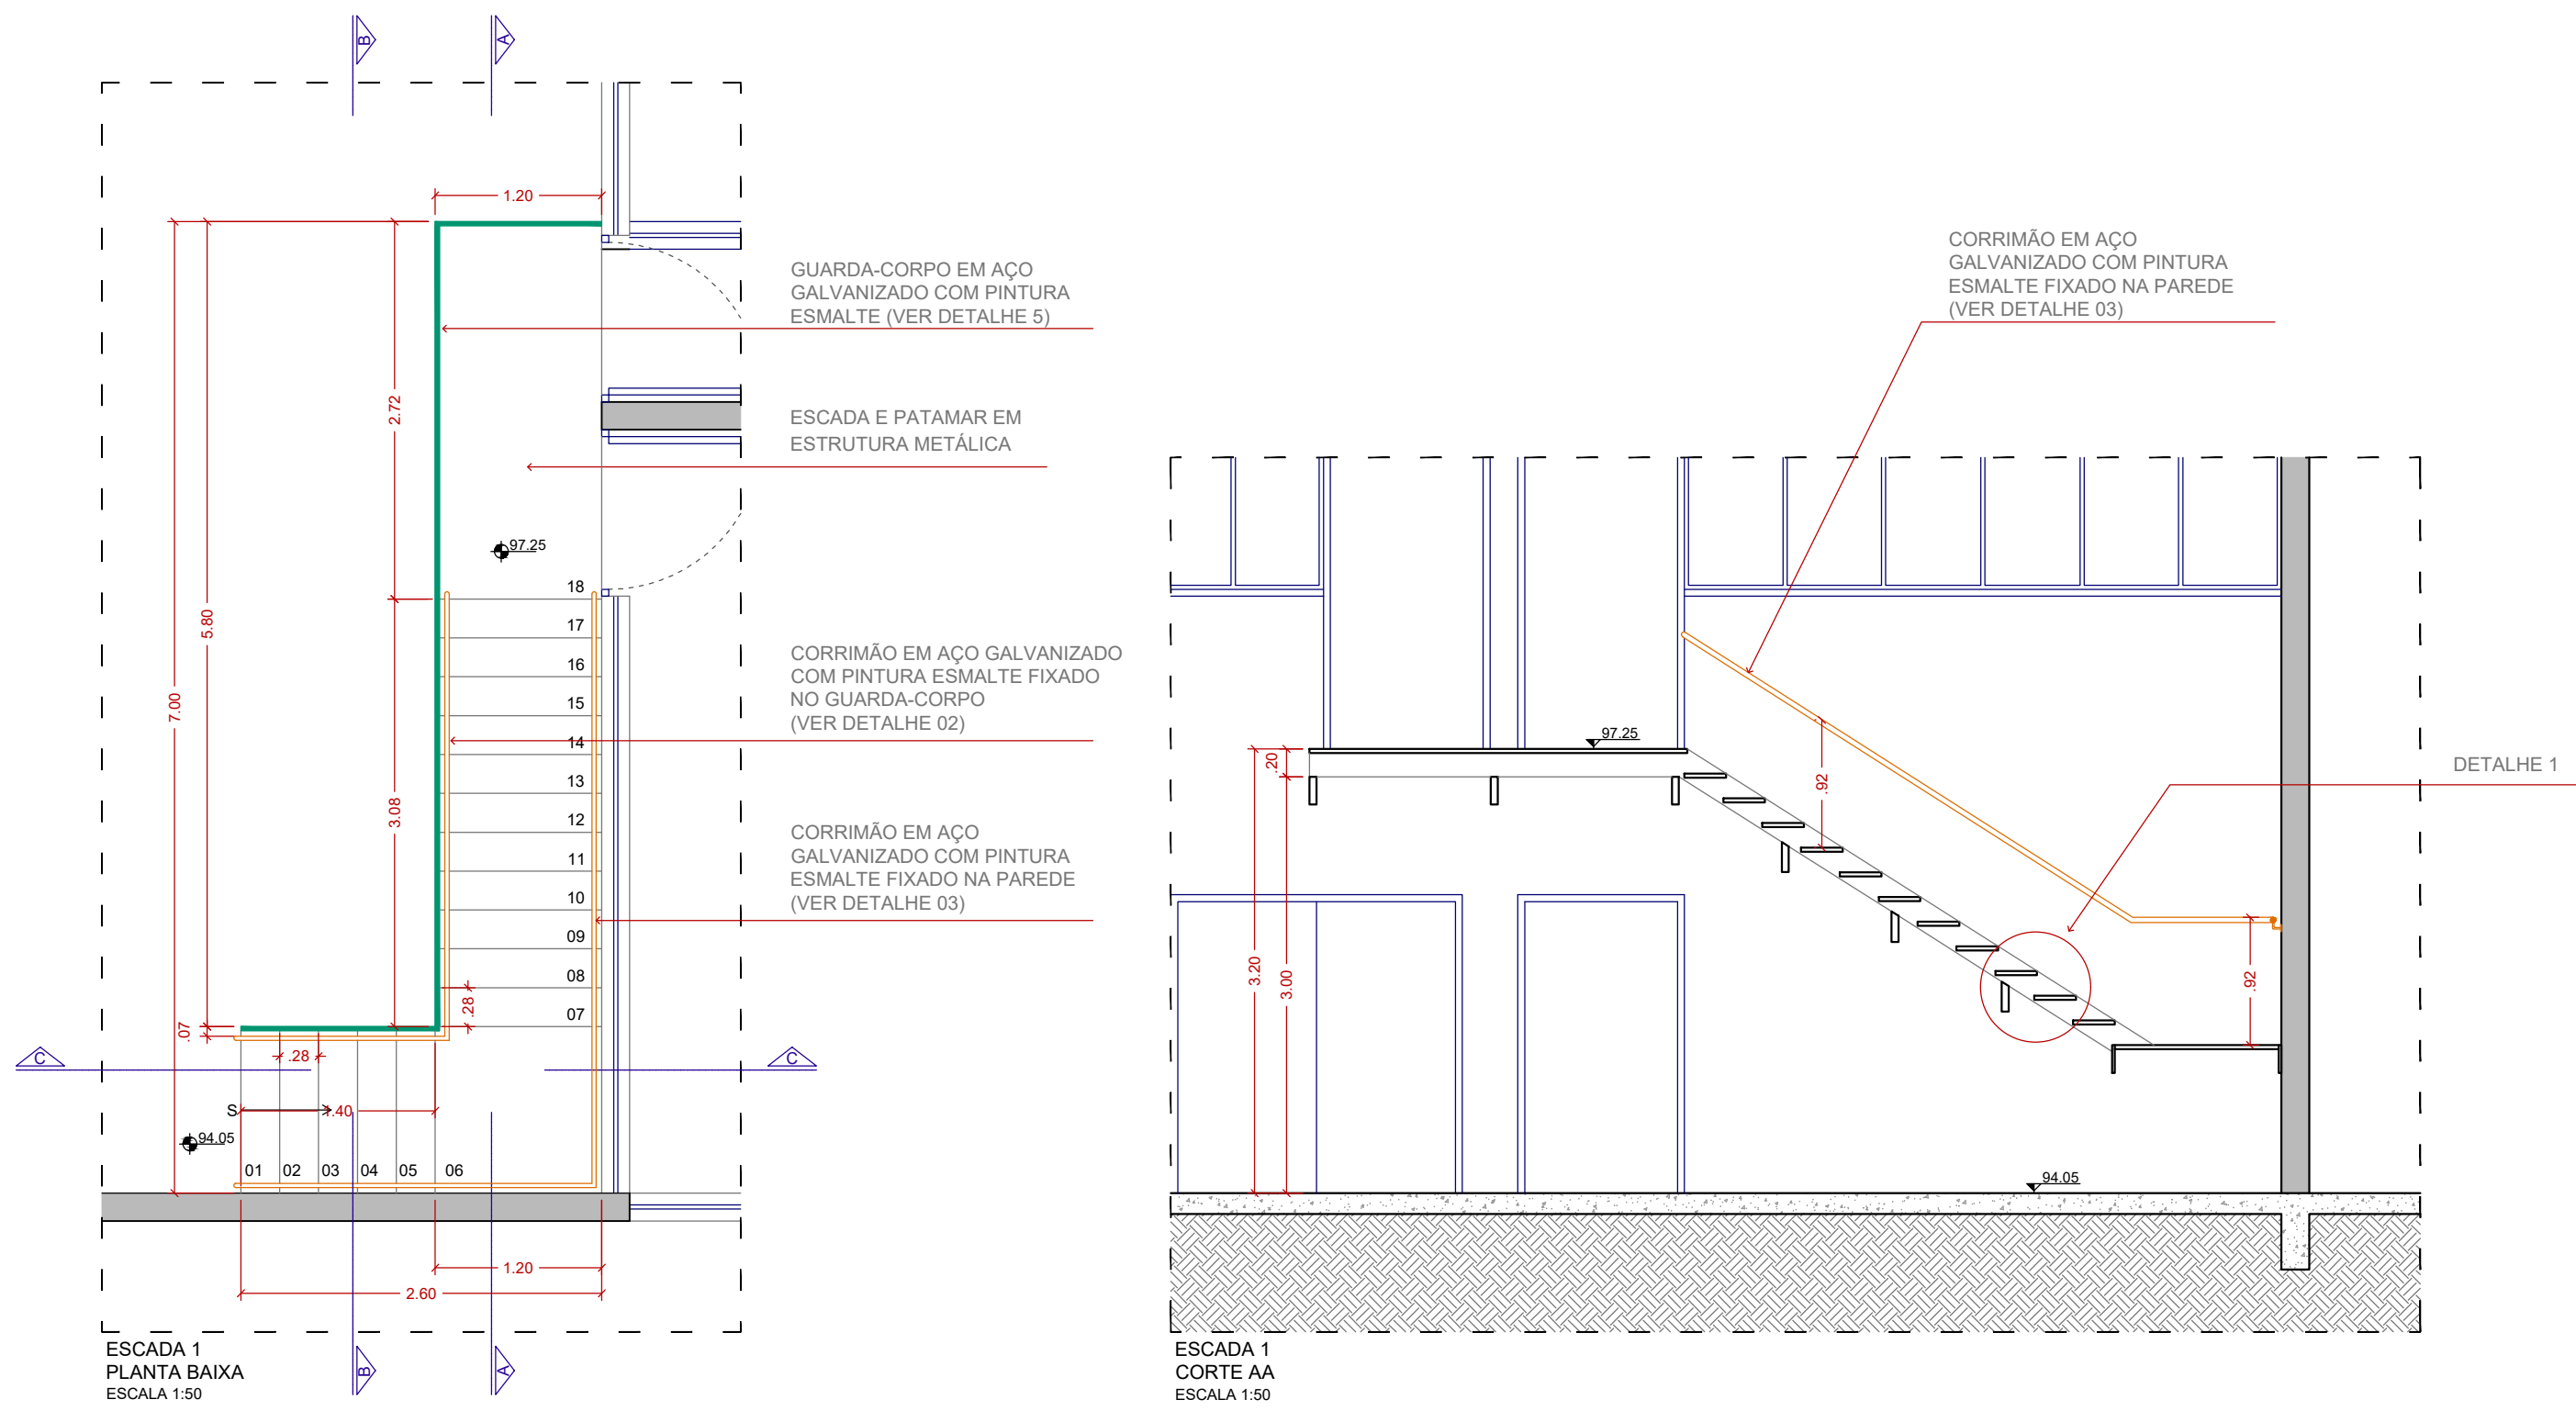 B
A
1.20
GUARDA-CORPO EM AÇO
GALVANIZADO COM PINTURA
ESMALTE (VER DETALHE 5)
2.72
ESCADA E PATAMAR EM
ESTRUTURA METÁLICA
97.25
5.80
7.00
3.08
18
17
16
15
14
13
12
11
10
09
08
07
CORRIMÃO EM AÇO GALVANIZADO
COM PINTURA ESMALTE FIXADO
NO GUARDA-CORPO
(VER DETALHE 02)
CORRIMÃO EM AÇO
GALVANIZADO COM PINTURA
ESMALTE FIXADO NA PAREDE
(VER DETALHE 03)
.28
.07
.28
C
C
S
1.40
94.05
01
02
03
04
05
06
1.20
2.60
ESCADA 1
PLANTA BAIXA
ESCALA 1:50
B
A
CORRIMÃO EM AÇO
GALVANIZADO COM PINTURA
ESMALTE FIXADO NA PAREDE
(VER DETALHE 03)
97.25
.20
.92
DETALHE 1
3.20
3.00
.92
94.05
ESCADA 1
CORTE AA
ESCALA 1:50